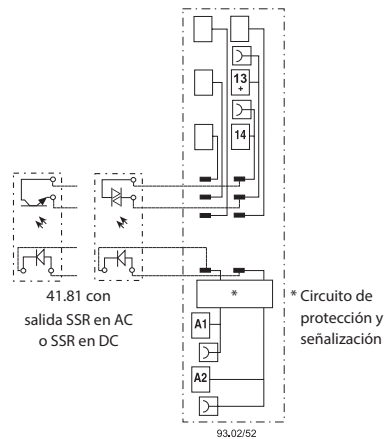 13
+
14
41.81 con
salida SSR en AC
o SSR en DC
*
* Circuito de
protección y
señalización
A1
A2
93.02/52